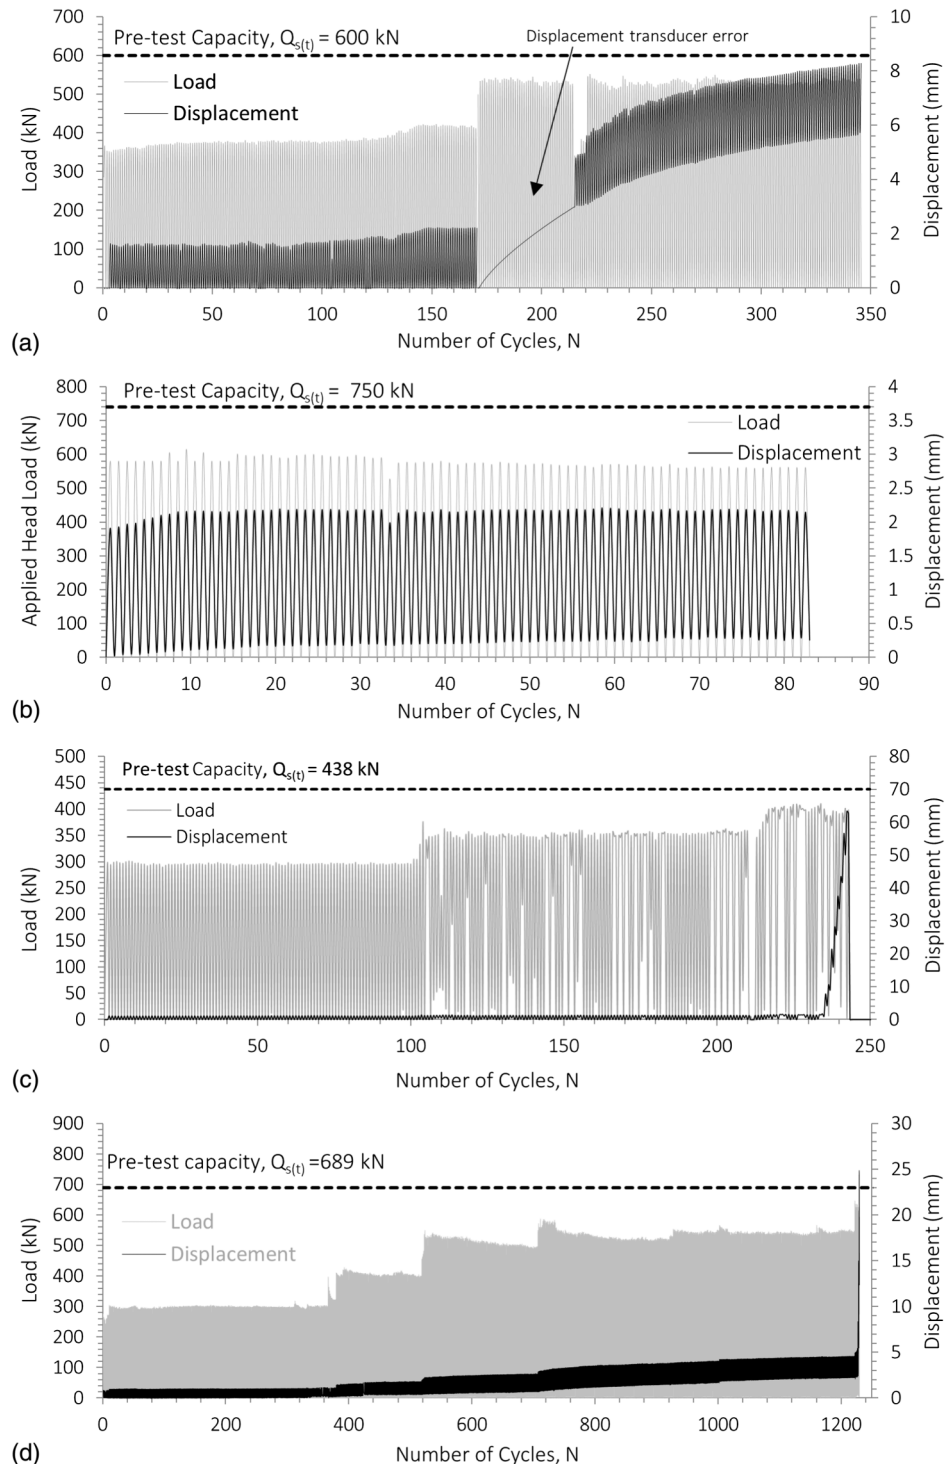 Pre-test Capacity, Qs(t) = 600 kN
Displacement transducer error
Load
Displacement
Load (kN)
700
600
500
400
300
200
100
0
Displacement (mm)
10
8
6
4
2
0
0 50 100 150 200 250 300 350
Number of Cycles, N
(a)
Pre-test Capacity, Qs(t) = 750 kN
Load
Displacement
Applied Head Load (kN)
800
700
600
500
400
300
200
100
0
Displacement (mm)
4
3.5
3
2.5
2
1.5
1
0.5
0
0 10 20 30 40 50 60 70 80 90
Number of Cycles, N
(b)
Pre-test Capacity, Qs(t) = 438 kN
Load
Displacement
Load (kN)
500
450
400
350
300
250
200
150
100
50
0
Displacement (mm)
80
70
60
50
40
30
20
10
0
0 50 100 150 200 250
Number of Cycles, N
(c)
Pre-test capacity, Qs(t) =689 kN
Load
Displacement
Load (kN)
900
800
700
600
500
400
300
200
100
0
Displacement (mm)
30
25
20
15
10
5
0
0 200 400 600 800 1000 1200
Number of Cycles, N
(d)